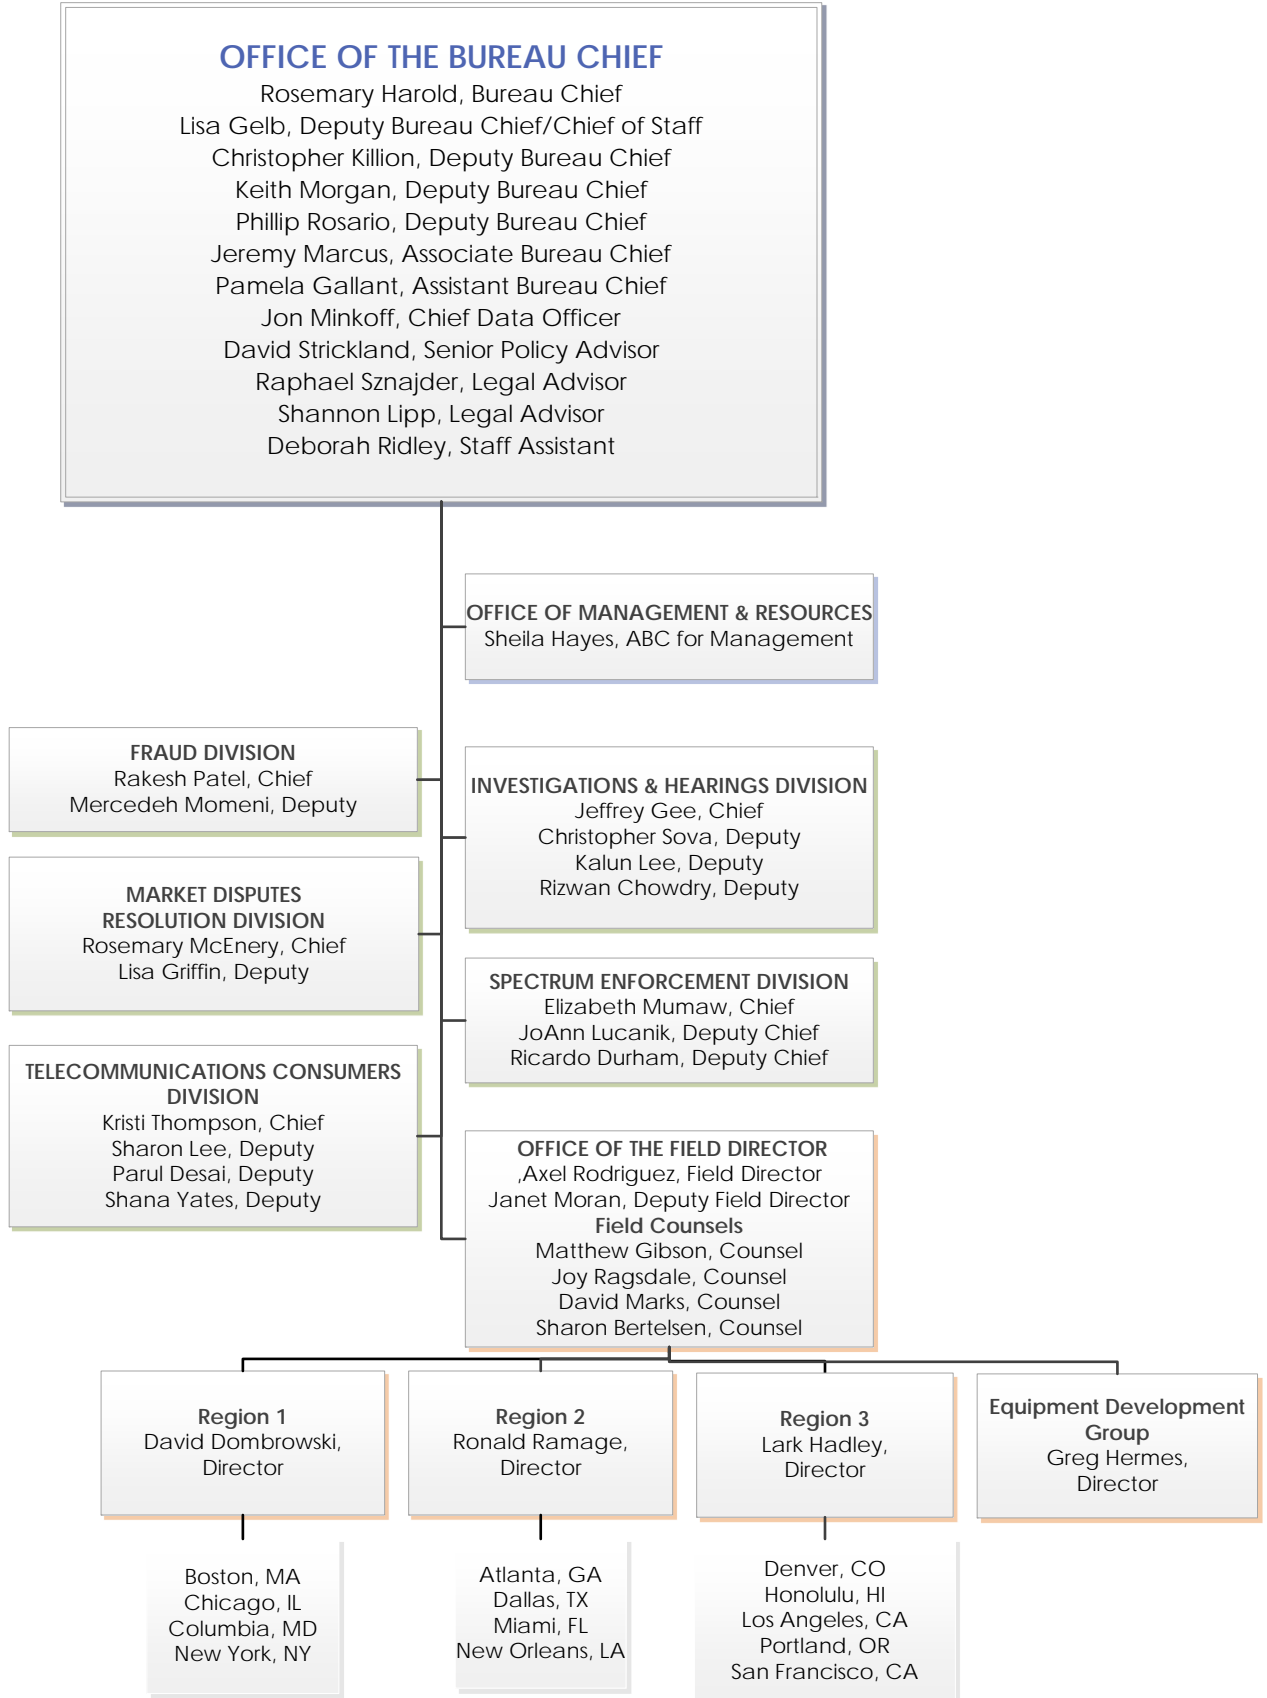 OFFICE OF THE BUREAU CHIEF
Rosemary Harold, Bureau Chief
Lisa Gelb, Deputy Bureau Chief/Chief of Staff
Christopher Killion, Deputy Bureau Chief
Keith Morgan, Deputy Bureau Chief
Phillip Rosario, Deputy Bureau Chief
Jeremy Marcus, Associate Bureau Chief
Pamela Gallant, Assistant Bureau Chief
Jon Minkoff, Chief Data Officer
David Strickland, Senior Policy Advisor
Raphael Sznajder, Legal Advisor
Shannon Lipp, Legal Advisor
Deborah Ridley, Staff Assistant
OFFICE OF MANAGEMENT & RESOURCES
Sheila Hayes, ABC for Management
FRAUD DIVISION
Rakesh Patel, Chief
Mercedeh Momeni, Deputy
INVESTIGATIONS & HEARINGS DIVISION
Jeffrey Gee, Chief
Christopher Sova, Deputy
Kalun Lee, Deputy
Rizwan Chowdry, Deputy
MARKET DISPUTES
RESOLUTION DIVISION
Rosemary McEnery, Chief
Lisa Griffin, Deputy
SPECTRUM ENFORCEMENT DIVISION
Elizabeth Mumaw, Chief
JoAnn Lucanik, Deputy Chief
Ricardo Durham, Deputy Chief
TELECOMMUNICATIONS CONSUMERS
DIVISION
Kristi Thompson, Chief
Sharon Lee, Deputy
Parul Desai, Deputy
Shana Yates, Deputy
OFFICE OF THE FIELD DIRECTOR
,Axel Rodriguez, Field Director
Janet Moran, Deputy Field Director
Field Counsels
Matthew Gibson, Counsel
Joy Ragsdale, Counsel
David Marks, Counsel
Sharon Bertelsen, Counsel
Region 1
David Dombrowski,
Director
Region 2
Ronald Ramage,
Director
Region 3
Lark Hadley,
Director
Equipment Development
Group
Greg Hermes,
Director
Boston, MA
Chicago, IL
Columbia, MD
New York, NY
Atlanta, GA
Dallas, TX
Miami, FL
New Orleans, LA
Denver, CO
Honolulu, HI
Los Angeles, CA
Portland, OR
San Francisco, CA